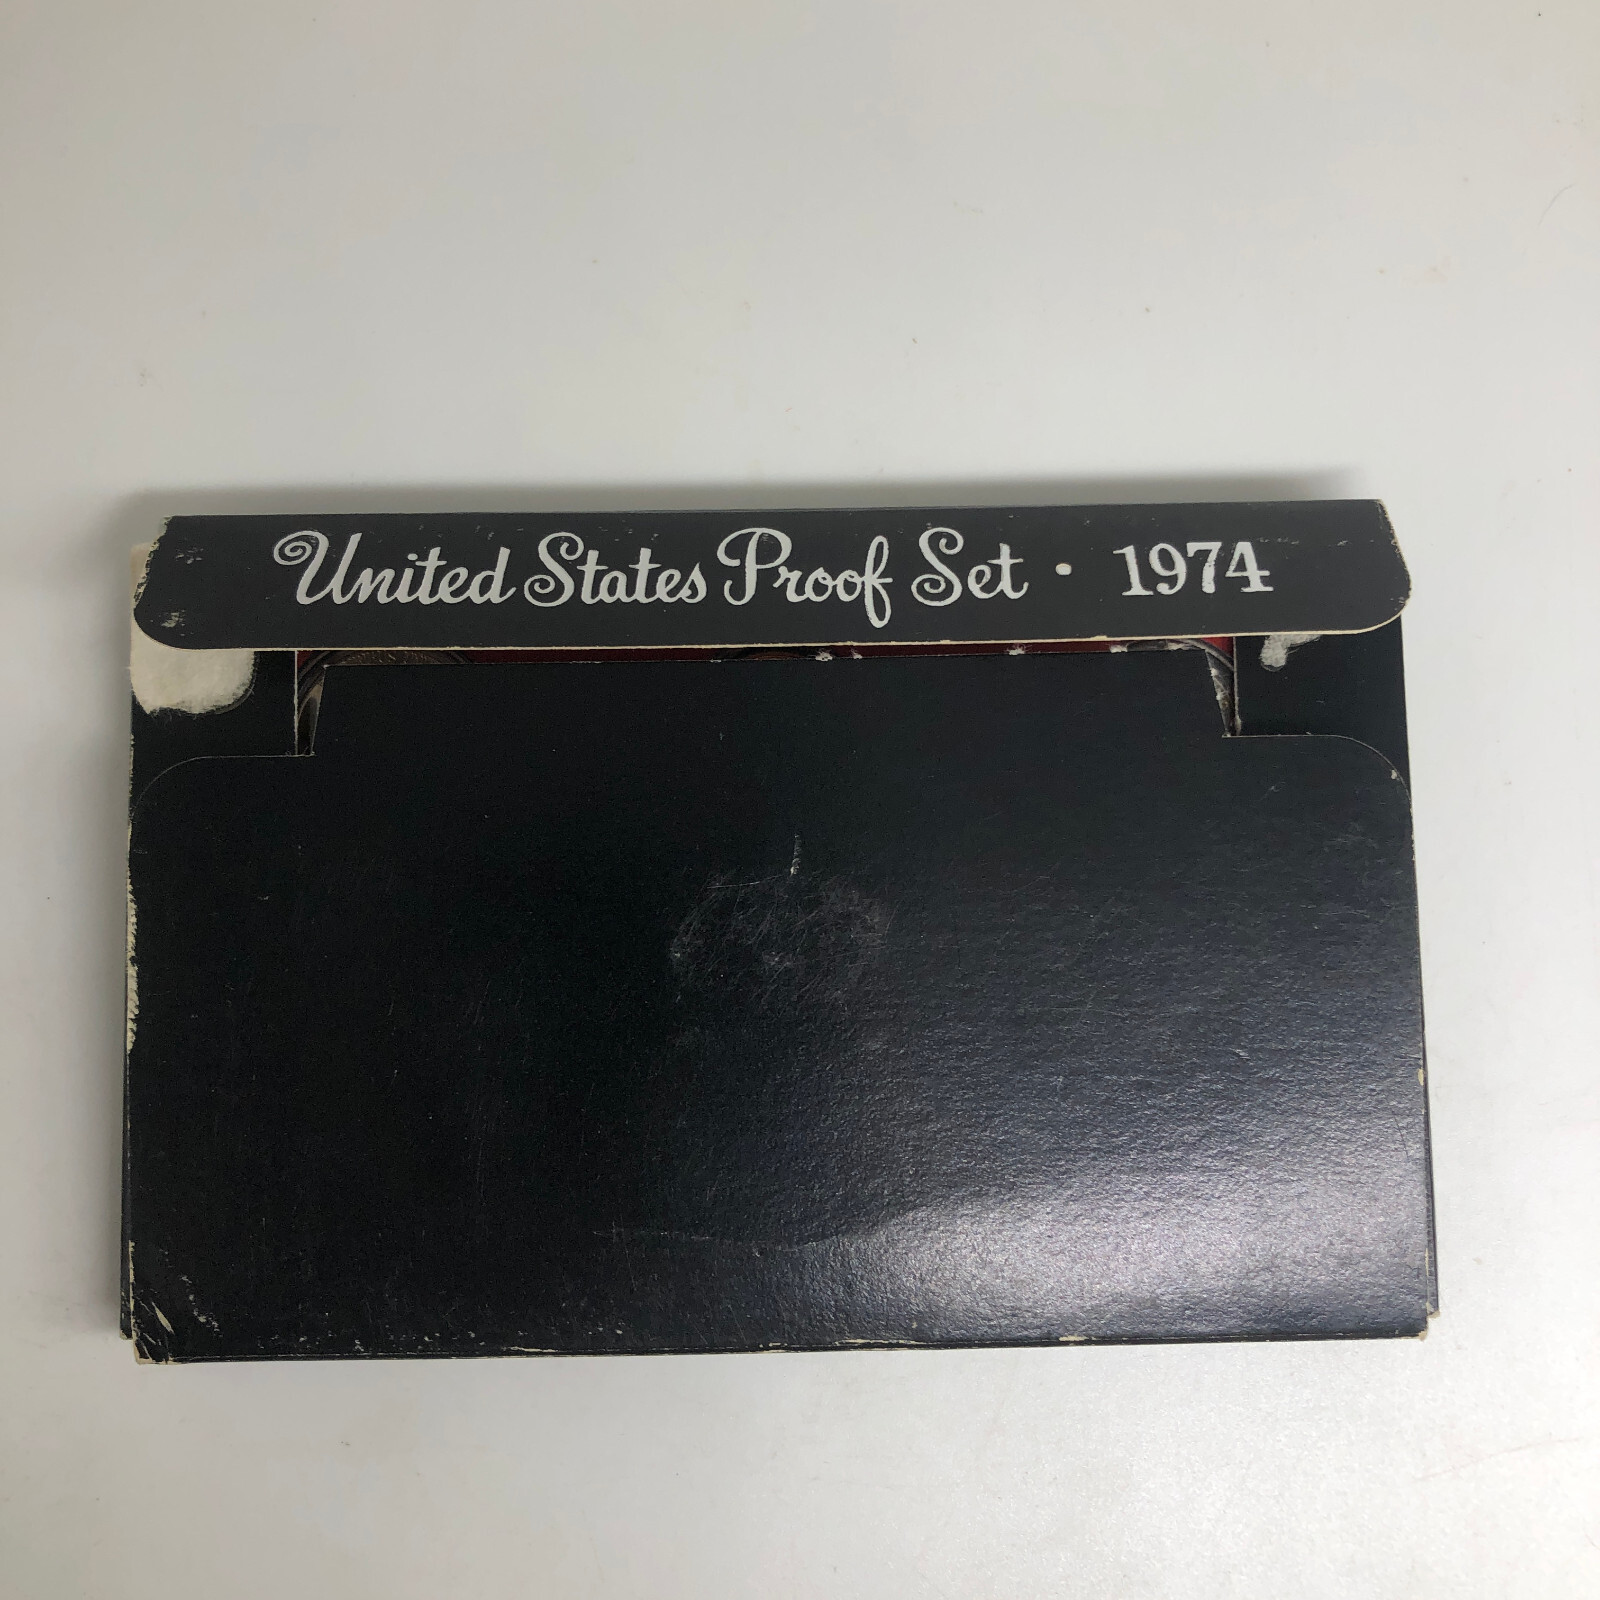 United States Proof Set • 1974